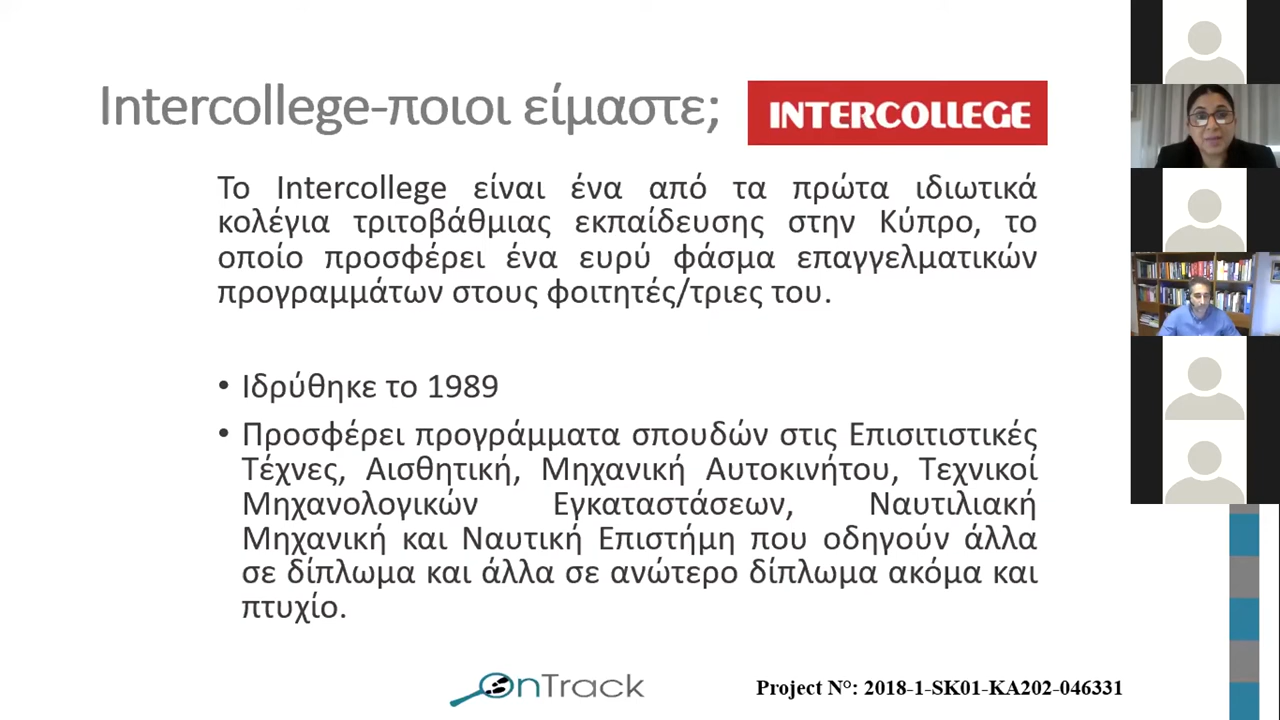 Intercollege-ποιοι είμαστε;
INTERCOLLEGE
Το Intercollege είναι ένα από τα πρώτα ιδιωτικά
κολέγια τριτοβάθμιας εκπαίδευσης στην Κύπρο, το
οποίο προσφέρει ένα ευρύ φάσμα επαγγελματικών
προγραμμάτων στους φοιτητές/τριες του.
• Ιδρύθηκε το 1989
• Προσφέρει προγράμματα σπουδών στις Επισιτιστικές
Τέχνες, Αισθητική, Μηχανική Αυτοκινήτου, Τεχνικοί
Μηχανολογικών Εγκαταστάσεων, Ναυτιλιακή
Μηχανική και Ναυτική Επιστήμη που οδηγούν άλλα
σε δίπλωμα και άλλα σε ανώτερο δίπλωμα ακόμα και
πτυχίο.
OnTrack
Project N°: 2018-1-SK01-KA202-046331